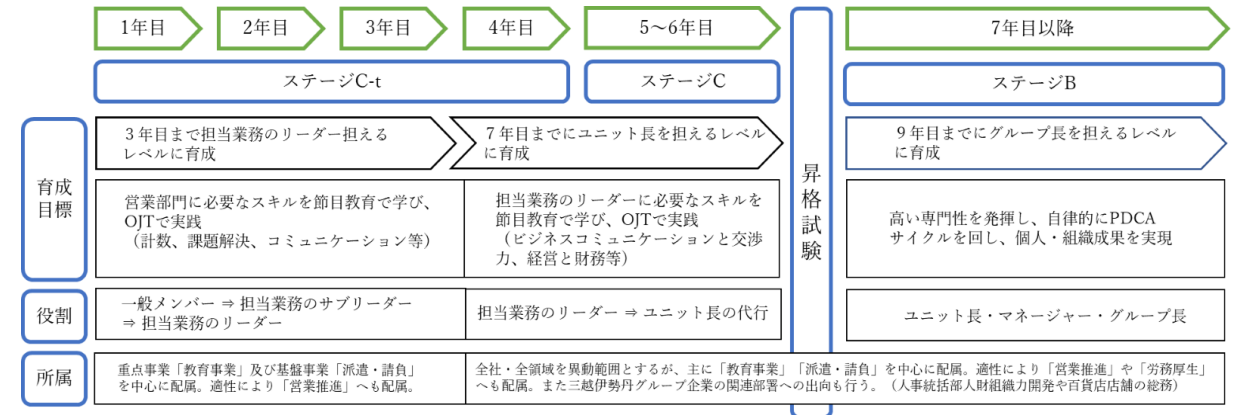 1年目
2年目
3年目
4年目
5～6年目
7年目以降
ステージC-t
ステージC
ステージB
昇格試験
育成
目標
３年目まで担当業務のリーダー担える
レベルに育成
７年目までにユニット長を担えるレベル
に育成
９年目までにグループ長を担えるレベル
に育成
営業部門に必要なスキルを節目教育で学び、
OJTで実践
（計数、課題解決、コミュニケーション等）
担当業務のリーダーに必要なスキルを
節目教育で学び、OJTで実践
（ビジネスコミュニケーションと交渉
力、経営と財務等）
高い専門性を発揮し、自律的にPDCA
サイクルを回し、個人・組織成果を実現
役割
一般メンバー ⇒ 担当業務のサブリーダー
⇒ 担当業務のリーダー
担当業務のリーダー ⇒ ユニット長の代行
ユニット長・マネージャー・グループ長
所属
重点事業「教育事業」及び基盤事業「派遣・請負」
を中心に配属。適性により「営業推進」へも配属。
全社・全領域を異動範囲とするが、主に「教育事業」「派遣・請負」を中心に配属。適性により「営業推進」や「労務厚生」
へも配属。また三越伊勢丹グループ企業の関連部署への出向も行う。（人事統括部人財組織力開発や百貨店店舗の総務）